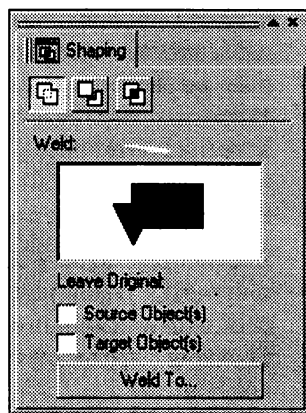 Shaping
Weld:
Leave Original:
Source Object(s)
Target Object(s)
Weld To...